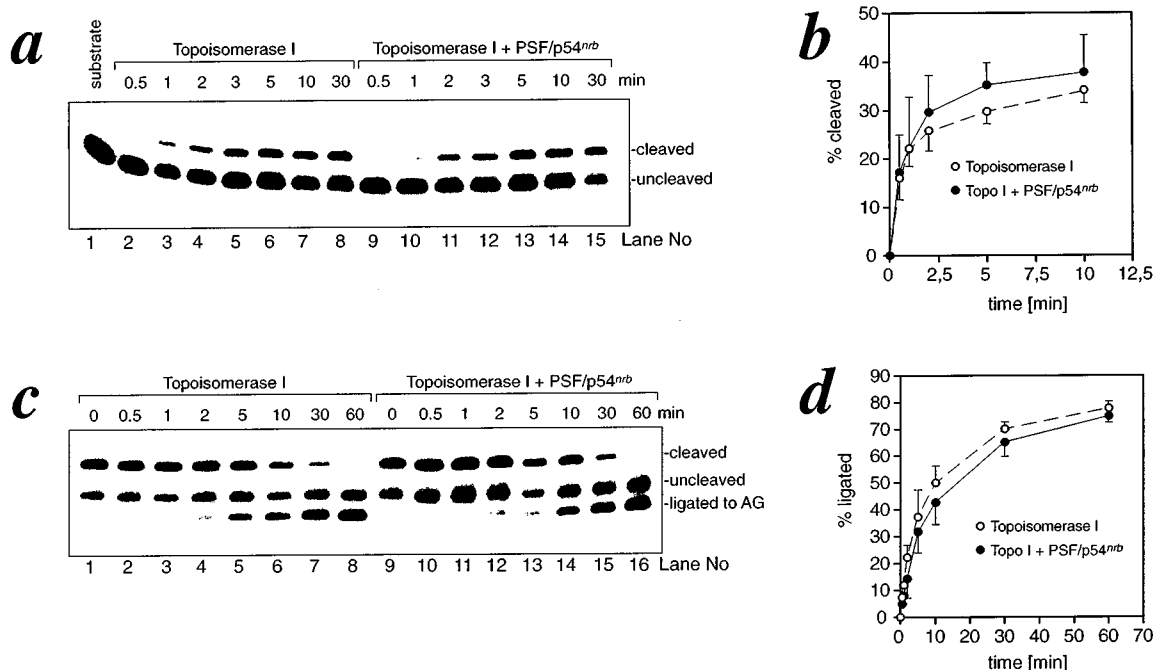 a
substrate
Topoisomerase I
Topoisomerase I + PSF/p54nrb
0.5 1 2 3 5 10 30 0.5 1 2 3 5 10 30 min
-cleaved
-uncleaved
1 2 3 4 5 6 7 8 9 10 11 12 13 14 15 Lane No
b
50
40
30
20
10
0
% cleaved
Topoisomerase I
Topo I + PSF/p54nrb
0 2,5 5 7,5 10 12,5
time [min]
c
Topoisomerase I
Topoisomerase I + PSF/p54nrb
0 0.5 1 2 5 10 30 60 0 0.5 1 2 5 10 30 60 min
-cleaved
-uncleaved
-ligated to AG
1 2 3 4 5 6 7 8 9 10 11 12 13 14 15 16 Lane No
d
90
80
70
60
50
40
30
20
10
0
% ligated
Topoisomerase I
Topo I + PSF/p54nrb
0 10 20 30 40 50 60 70
time [min]